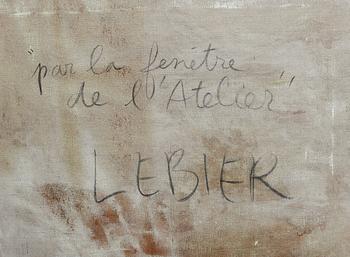 "par la fenêtre
de l'Atelier"
LEBIER